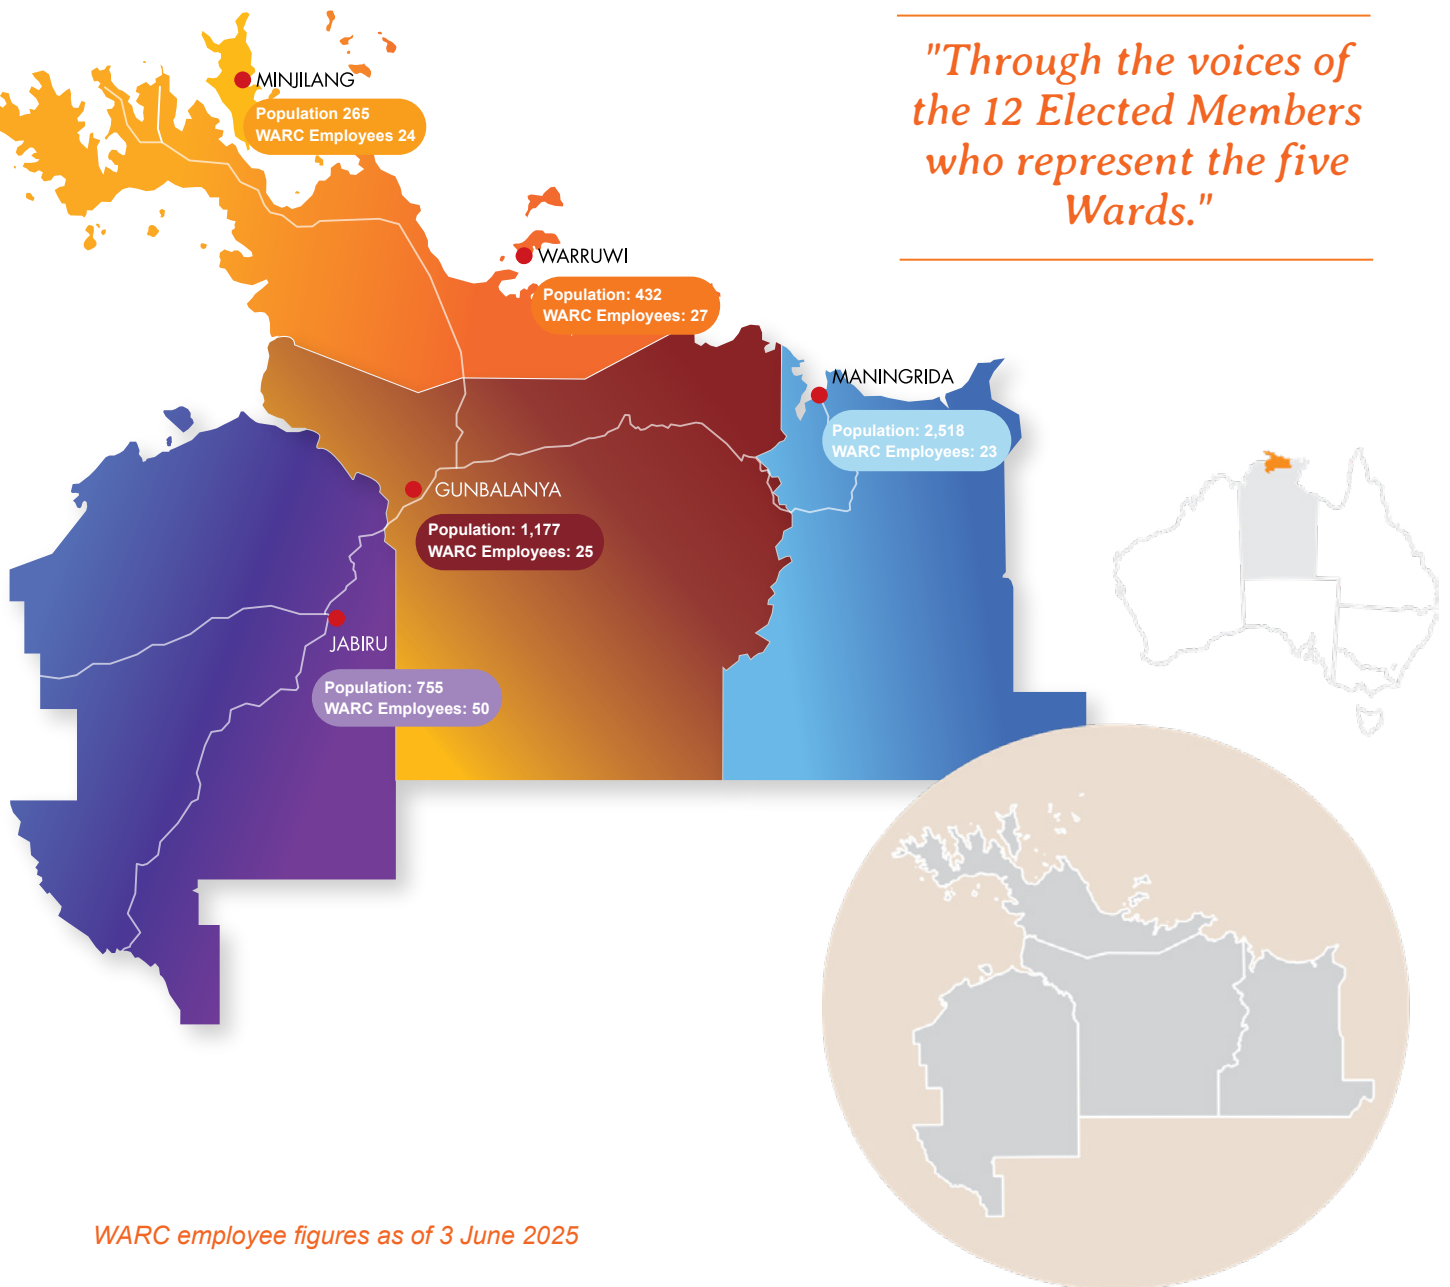 "Through the voices of
the 12 Elected Members
who represent the five
Wards."
MINJILANG
Population 265
WARC Employees 24
WARRUWI
Population: 432
WARC Employees: 27
MANINGRIDA
Population: 2,518
WARC Employees: 23
GUNBALANYA
Population: 1,177
WARC Employees: 25
JABIRU
Population: 755
WARC Employees: 50
WARC employee figures as of 3 June 2025